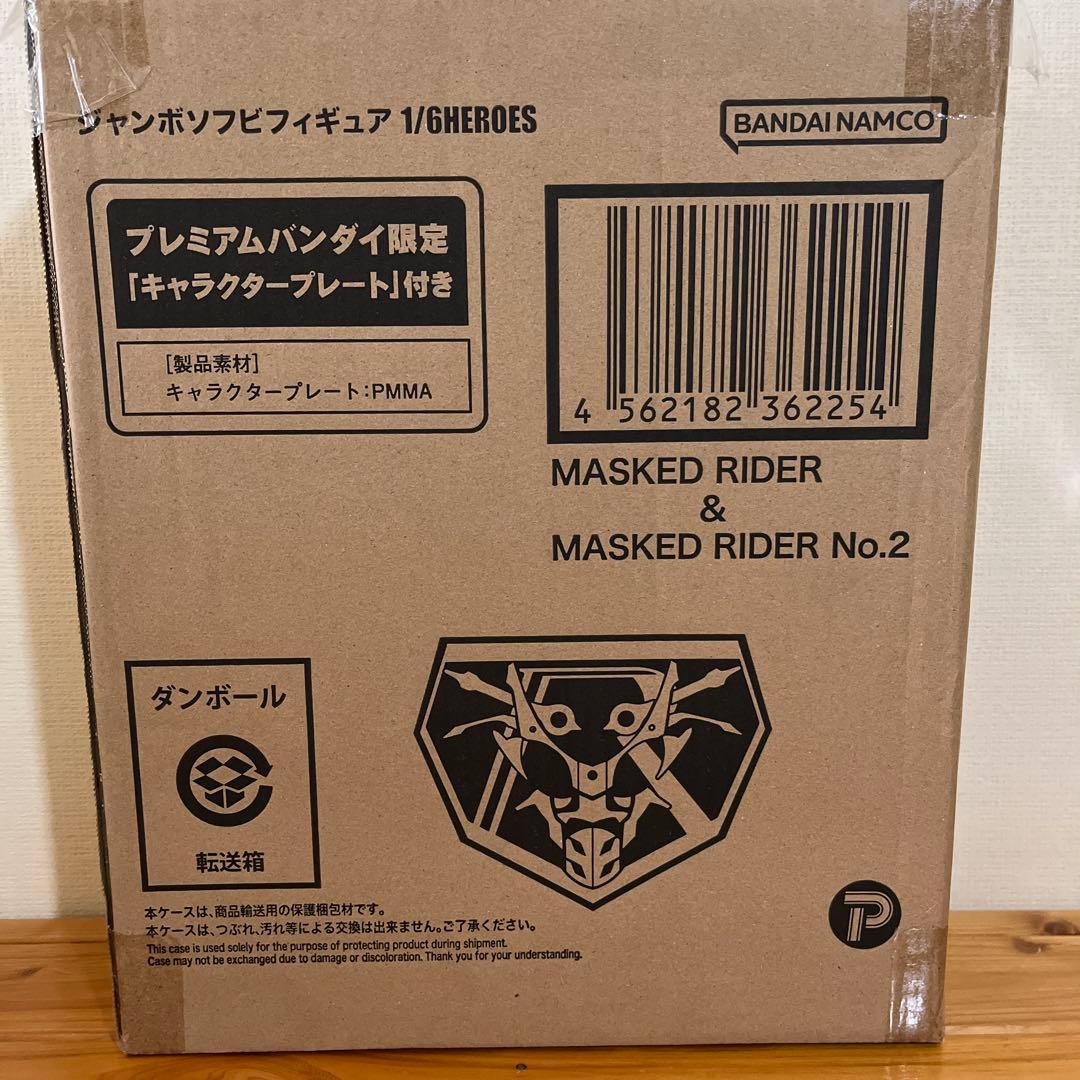 ジャンボソフビフィギュア 1/6HEROES
BANDAI NAMCO
プレミアムバンダイ限定
「キャラクタープレート」付き
[製品素材]
キャラクタープレート:PMMA
4 562182 362254
MASKED RIDER
&
MASKED RIDER No.2
ダンボール
転送箱
P
本ケースは、商品輸送用の保護梱包材です。
本ケースは、つぶれ、汚れ等による交換は出来ません。ご了承ください。
This case is used solely for the purpose of protecting product during shipment.
Case may not be exchanged due to damage or discoloration. Thank you for your understanding.